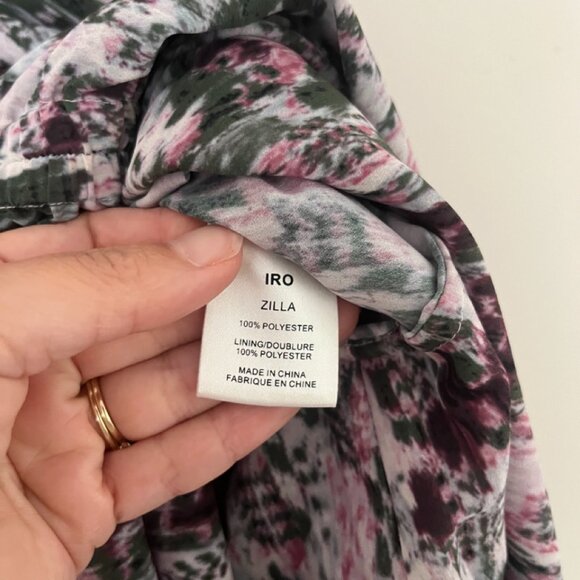 IRO
ZILLA
100% POLYESTER
LINING/DOUBLURE
100% POLYESTER
MADE IN CHINA
FABRIQUE EN CHINE